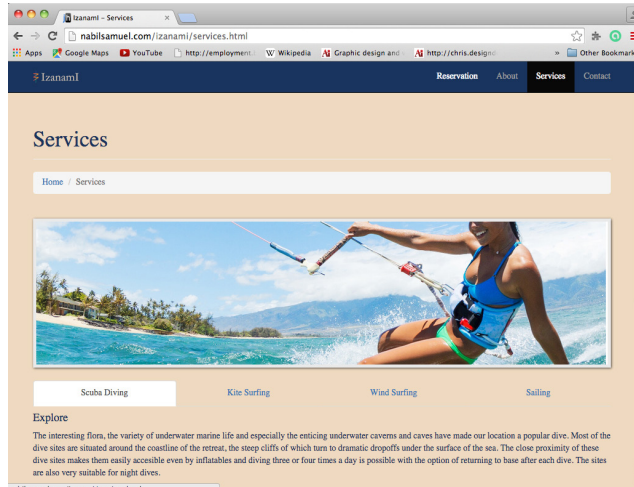 IzanamI – Services
nabilsamuel.com/izanami/services.html
Apps Google Maps YouTube http://employment. Wikipedia Graphic design and http://chris.design » Other Bookmark
IzanamI Reservation About Services Contact
Services
Home / Services
Scuba Diving Kite Surfing Wind Surfing Sailing
Explore
The interesting flora, the variety of underwater marine life and especially the enticing underwater caverns and caves have made our location a popular dive. Most of the
dive sites are situated around the coastline of the retreat, the steep cliffs of which turn to dramatic dropoffs under the surface of the sea. The close proximity of these
dive sites makes them easily accesible even by inflatables and diving three or four times a day is possible with the option of returning to base after each dive. The sites
are also very suitable for night dives.